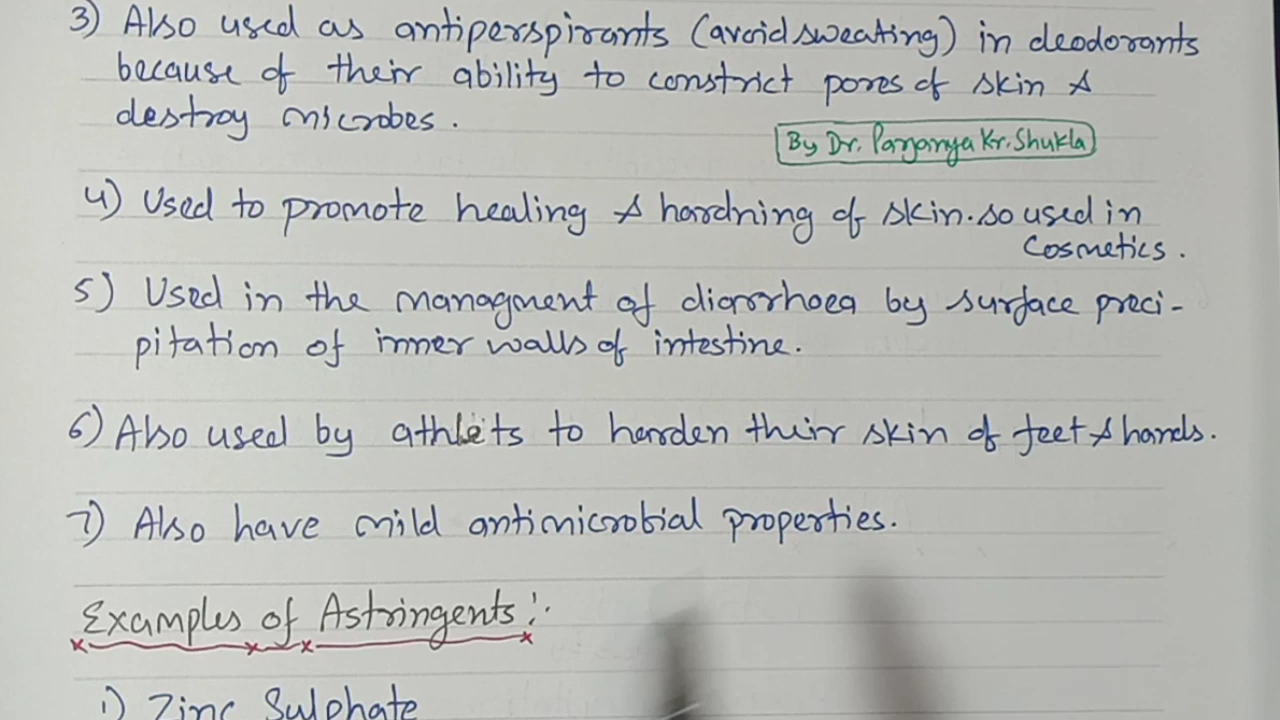 3) Also used as antiperspirants (avoid sweating) in deodorants
because of their ability to constrict pores of skin &
destroy microbes.
By Dr. Parjanya Kr. Shukla
4) Used to promote healing & hardning of skin. so used in
Cosmetics.
5) Used in the managment of diarrhoea by surface preci-
pitation of inner walls of intestine.
6) Also used by athlets to harden their skin of feet & hands.
7) Also have mild antimicrobial properties.
Examples of Astringents :
1) Zinc Sulphate